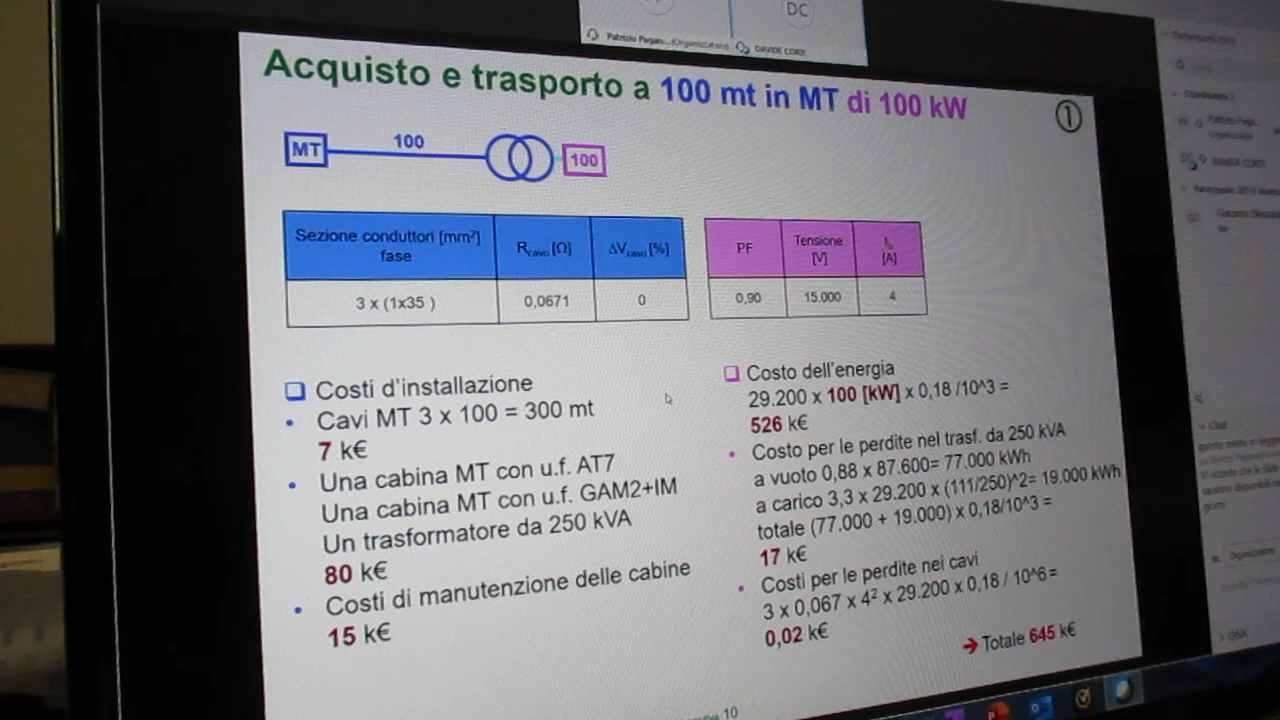 DC
Patrizio Pagan... (Organizzatore)
DAVIDE CORTI
Acquisto e trasporto a 100 mt in MT di 100 kW
1
MT
100
100
Sezione conduttori [mm²] fase
Rcavo [Ω]
ΔVcavo [%]
3 x (1x35 )
0,0671
0
PF
Tensione [V]
[A]
0,90
15.000
4
❑ Costi d'installazione
• Cavi MT 3 x 100 = 300 mt
7 k€
• Una cabina MT con u.f. AT7
Una cabina MT con u.f. GAM2+IM
Un trasformatore da 250 kVA
80 k€
• Costi di manutenzione delle cabine
15 k€
❑ Costo dell'energia
29.200 x 100 [kW] x 0,18 /10^3 =
526 k€
• Costo per le perdite nel trasf. da 250 kVA
a vuoto 0,88 x 87.600= 77.000 kWh
a carico 3,3 x 29.200 x (111/250)^2= 19.000 kWh
totale (77.000 + 19.000) x 0,18/10^3 =
17 k€
• Costi per le perdite nei cavi
3 x 0,067 x 4² x 29.200 x 0,18 / 10^6 =
0,02 k€
➔ Totale 645 k€
10